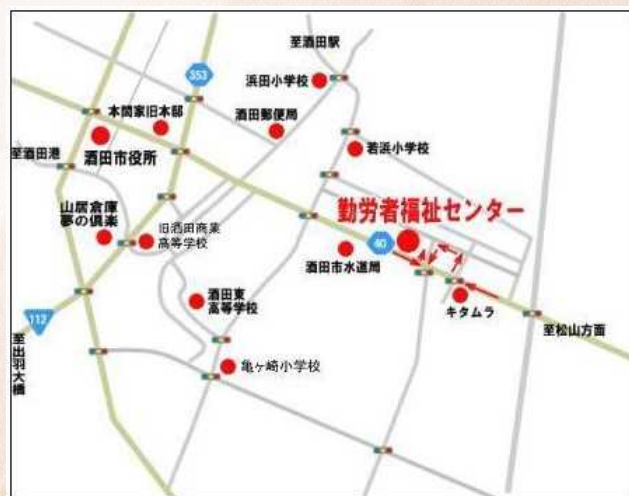 至酒田駅
353
浜田小学校
本間家旧本邸
酒田郵便局
至酒田港
酒田市役所
若浜小学校
山居倉庫
夢の倶楽
旧酒田商業
高等学校
勤労者福祉センター
40
酒田市水道局
キタムラ
酒田東
高等学校
112
至松山方面
至出羽大橋
亀ヶ崎小学校